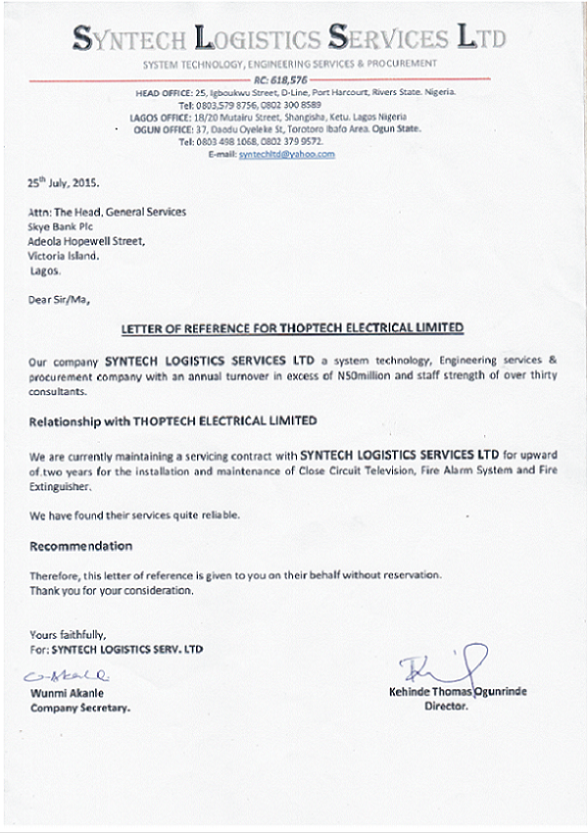 SYNTECH LOGISTICS SERVICES LTD
SYSTEM TECHNOLOGY, ENGINEERING SERVICES & PROCUREMENT
RC: 618,576
HEAD OFFICE: 25, Igboukwu Street, D-Line, Port Harcourt, Rivers State. Nigeria.
Tel: 0803,579 8756, 0802 300 8589
LAGOS OFFICE: 18/20 Mutairu Street, Shangisha, Ketu. Lagos Nigeria
OGUN OFFICE: 37, Daodu Oyeleke St, Torotoro Ibafo Area. Ogun State.
Tel: 0803 498 1068, 0802 379 9572.
E-mail: syntechltd@yahoo.com
25th July, 2015.
Attn: The Head, General Services
Skye Bank Plc
Adeola Hopewell Street,
Victoria Island.
Lagos.
Dear Sir/Ma,
LETTER OF REFERENCE FOR THOPTECH ELECTRICAL LIMITED
Our company SYNTECH LOGISTICS SERVICES LTD a system technology, Engineering services &
procurement company with an annual turnover in excess of N50million and staff strength of over thirty
consultants.
Relationship with THOPTECH ELECTRICAL LIMITED
We are currently maintaining a servicing contract with SYNTECH LOGISTICS SERVICES LTD for upward
of two years for the installation and maintenance of Close Circuit Television, Fire Alarm System and Fire
Extinguisher.
We have found their services quite reliable.
Recommendation
Therefore, this letter of reference is given to you on their behalf without reservation.
Thank you for your consideration.
Yours faithfully,
For: SYNTECH LOGISTICS SERV. LTD
Wunmi Akanle
Company Secretary.
Kehinde Thomas Ogunrinde
Director.